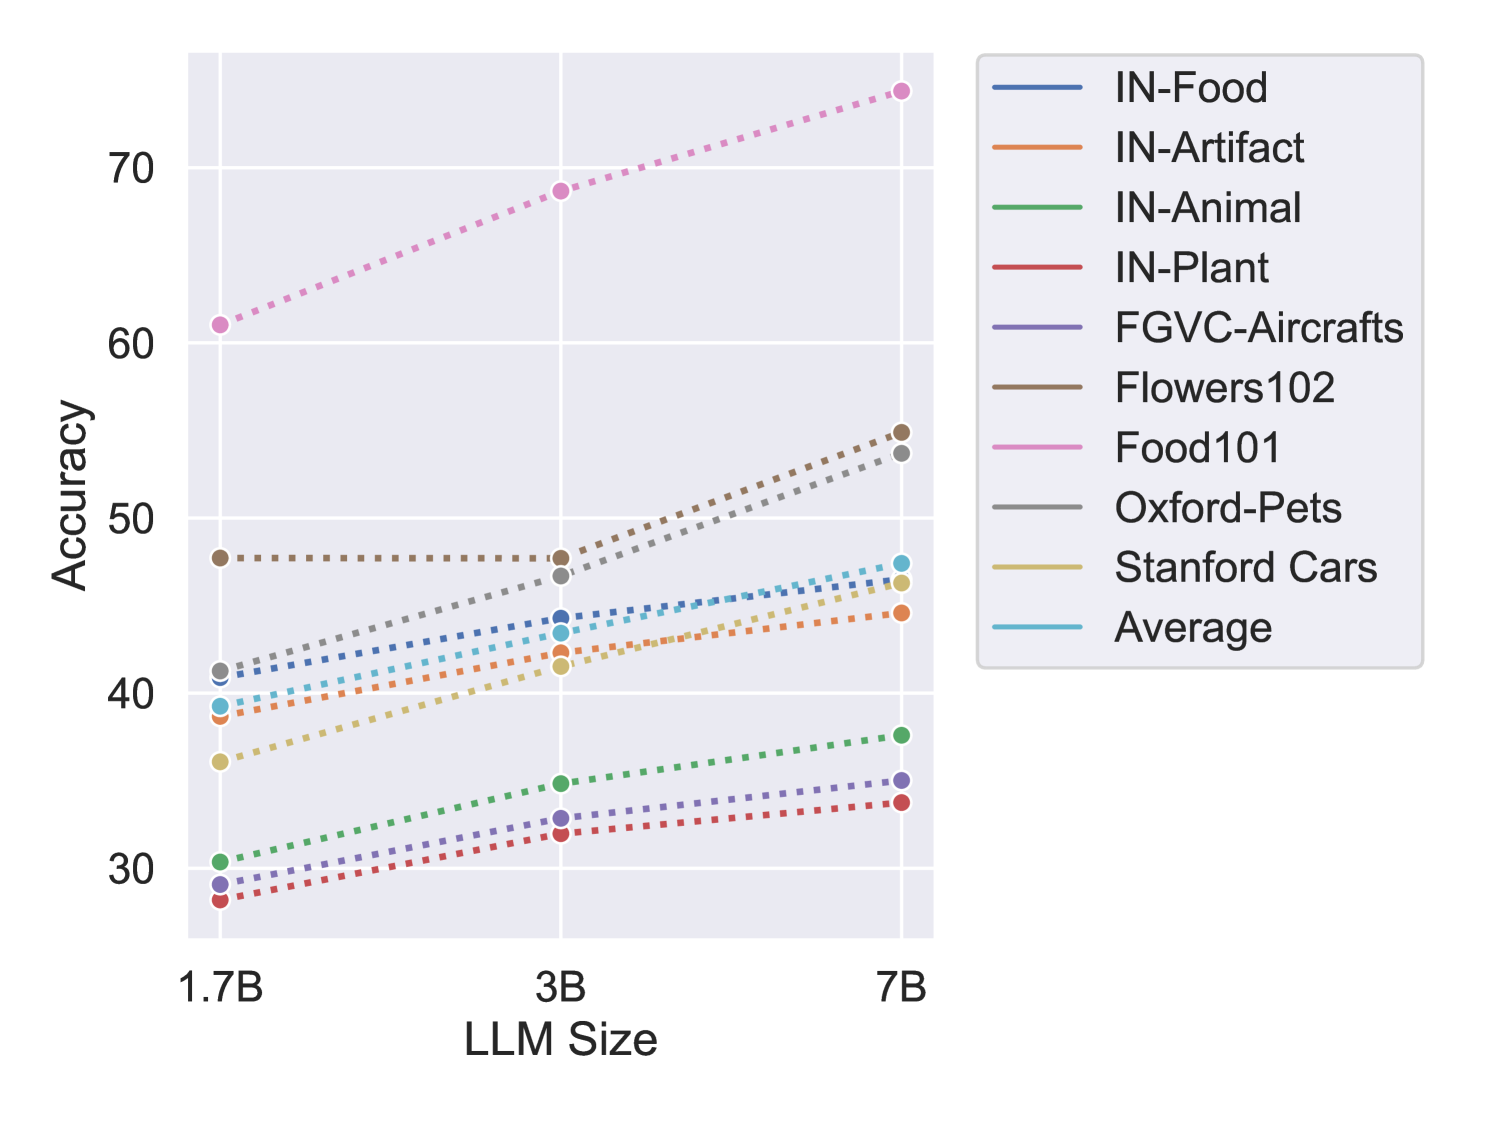 Accuracy
70
60
50
40
30
1.7B 3B 7B
LLM Size
IN-Food
IN-Artifact
IN-Animal
IN-Plant
FGVC-Aircrafts
Flowers102
Food101
Oxford-Pets
Stanford Cars
Average